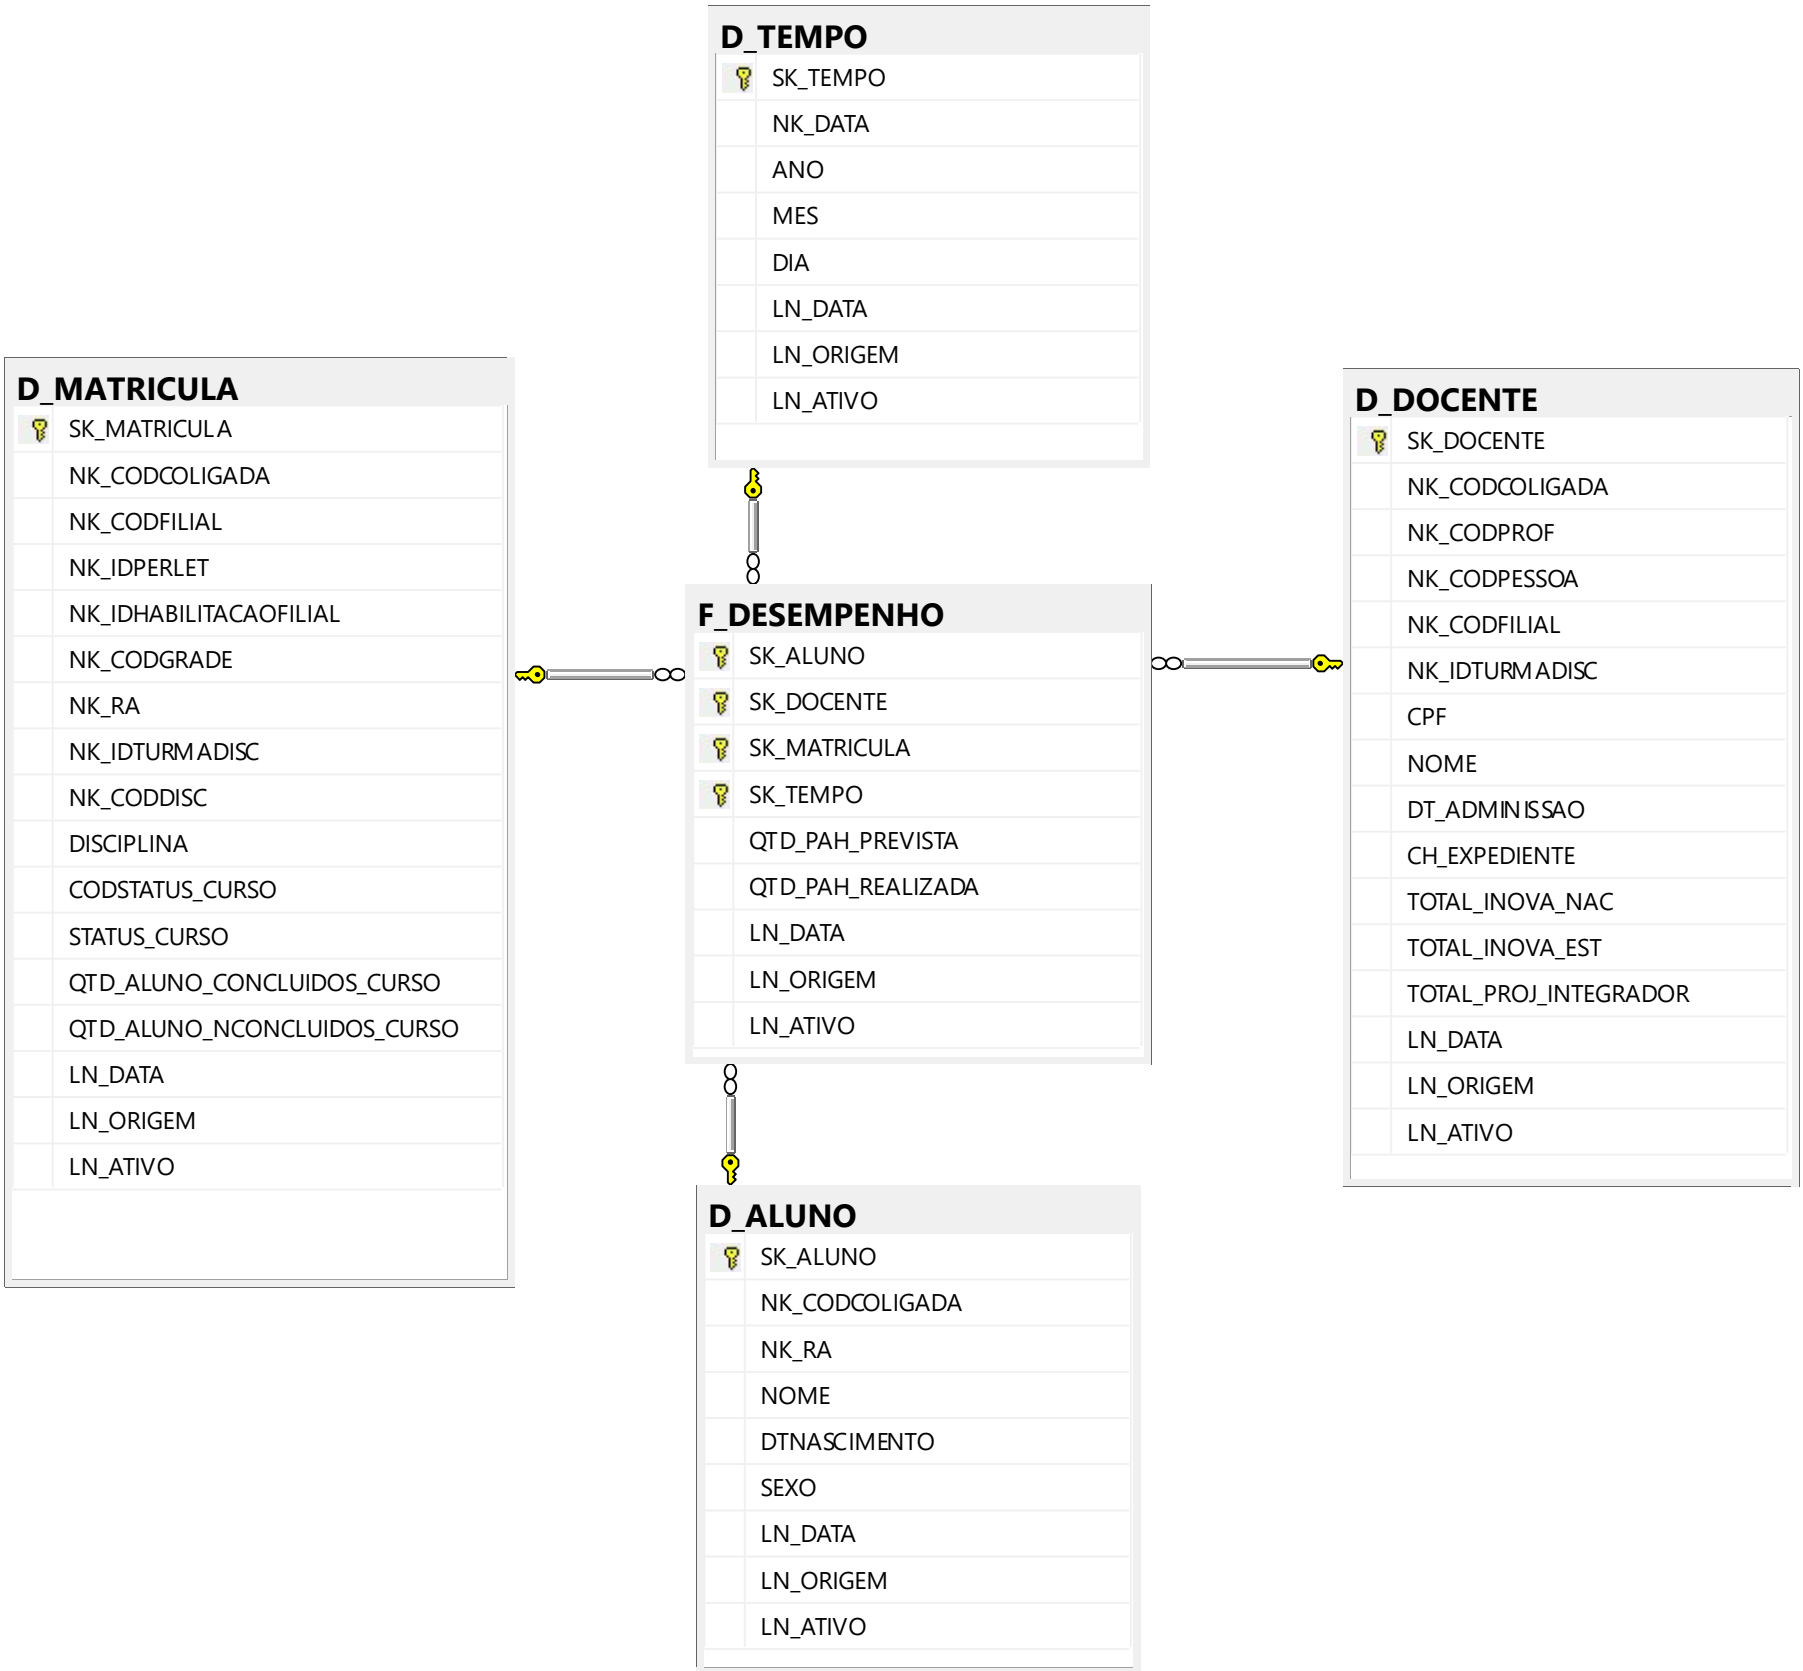 D_TEMPO
SK_TEMPO
NK_DATA
ANO
MES
DIA
LN_DATA
LN_ORIGEM
LN_ATIVO
D_MATRICULA
SK_MATRICULA
NK_CODCOLIGADA
NK_CODFILIAL
NK_IDPERLET
NK_IDHABILITACAOFILIAL
NK_CODGRADE
NK_RA
NK_IDTURMADISC
NK_CODDISC
DISCIPLINA
CODSTATUS_CURSO
STATUS_CURSO
QTD_ALUNO_CONCLUIDOS_CURSO
QTD_ALUNO_NCONCLUIDOS_CURSO
LN_DATA
LN_ORIGEM
LN_ATIVO
F_DESEMPENHO
SK_ALUNO
SK_DOCENTE
SK_MATRICULA
SK_TEMPO
QTD_PAH_PREVISTA
QTD_PAH_REALIZADA
LN_DATA
LN_ORIGEM
LN_ATIVO
D_DOCENTE
SK_DOCENTE
NK_CODCOLIGADA
NK_CODPROF
NK_CODPESSOA
NK_CODFILIAL
NK_IDTURMADISC
CPF
NOME
DT_ADMINISSAO
CH_EXPEDIENTE
TOTAL_INOVA_NAC
TOTAL_INOVA_EST
TOTAL_PROJ_INTEGRADOR
LN_DATA
LN_ORIGEM
LN_ATIVO
D_ALUNO
SK_ALUNO
NK_CODCOLIGADA
NK_RA
NOME
DTNASCIMENTO
SEXO
LN_DATA
LN_ORIGEM
LN_ATIVO